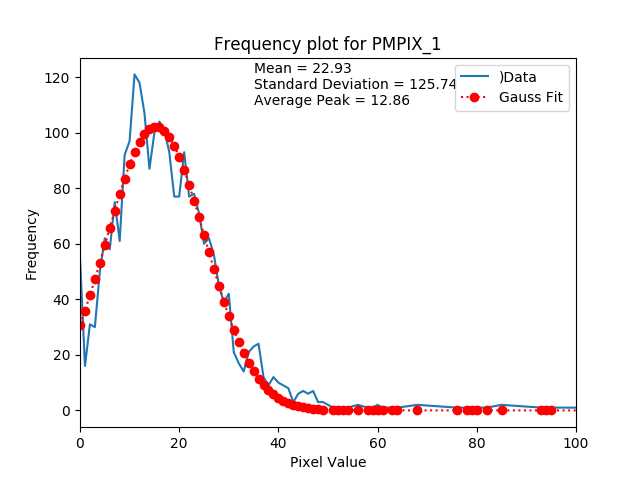 Frequency plot for PMPIX_1
Mean = 22.93
Standard Deviation = 125.74
Average Peak = 12.86
)Data
Gauss Fit
Frequency
120
100
80
60
40
20
0
0 20 40 60 80 100
Pixel Value